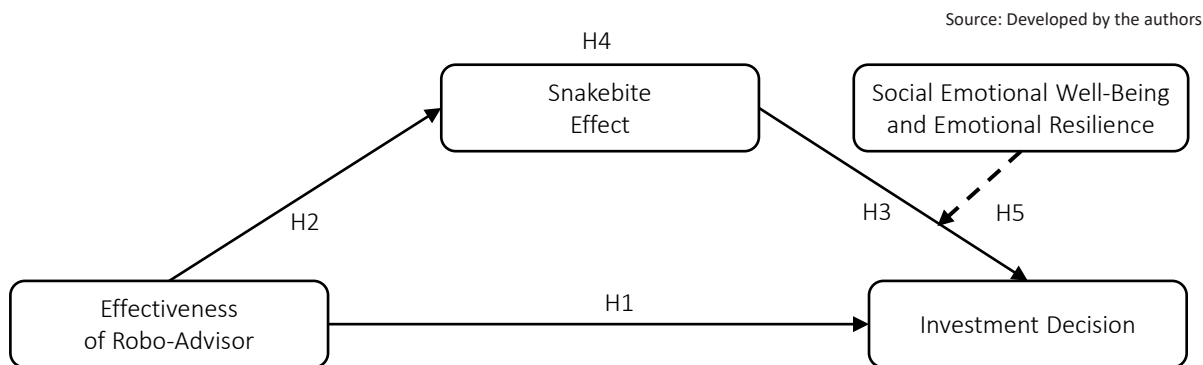 Source: Developed by the authors
H4
Snakebite
Effect
Social Emotional Well-Being
and Emotional Resilience
H2
H3
H5
Effectiveness
of Robo-Advisor
H1
Investment Decision